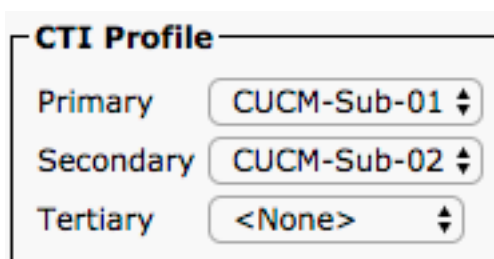 CTI Profile
Primary CUCM-Sub-01
Secondary CUCM-Sub-02
Tertiary <None>